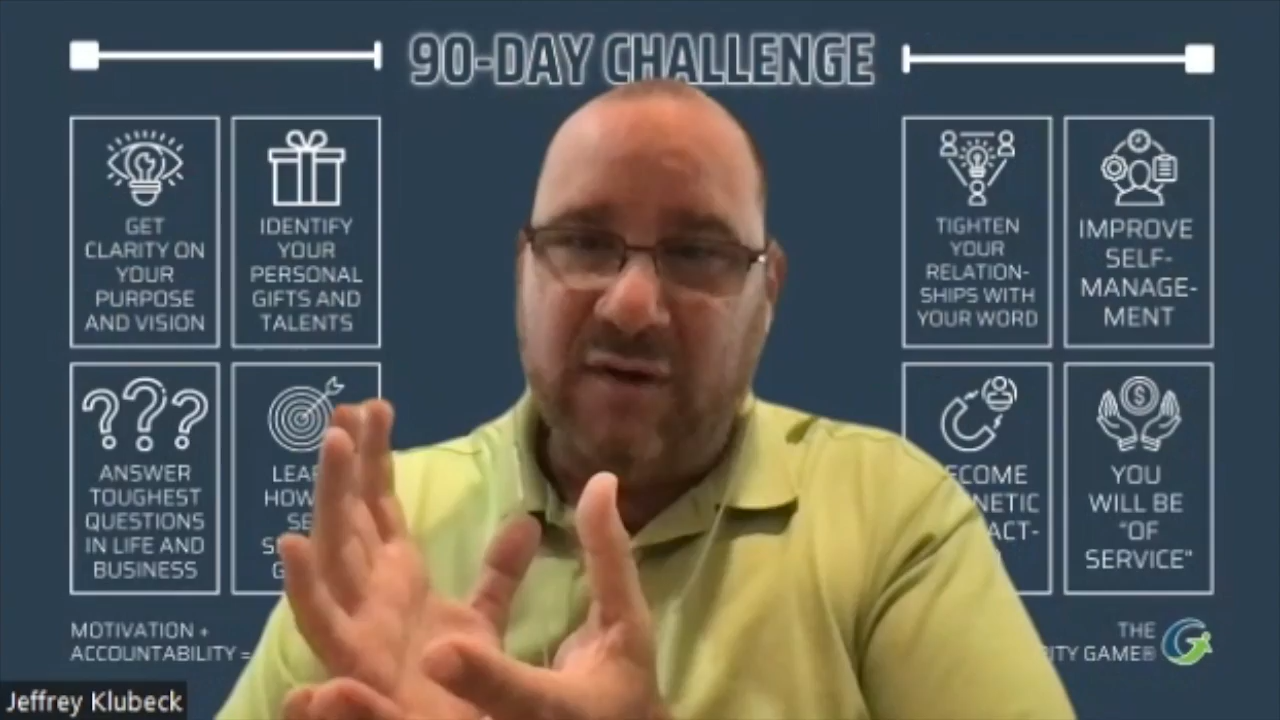 90-DAY CHALLENGE
GET
CLARITY ON
YOUR
PURPOSE
AND VISION
IDENTIFY
YOUR
PERSONAL
GIFTS AND
TALENTS
TIGHTEN
YOUR
RELATION-
SHIPS WITH
YOUR WORD
IMPROVE
SELF-
MANAGE-
MENT
ANSWER
TOUGHEST
QUESTIONS
IN LIFE AND
BUSINESS
YOU
WILL BE
"OF
SERVICE"
MOTIVATION +
ACCOUNTABILITY =
THE
GAME®
Jeffrey Klubeck